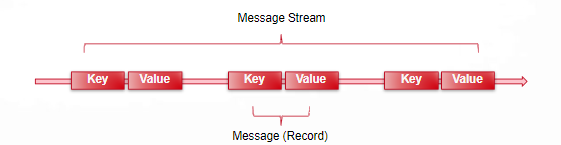 Message Stream
Key Value Key Value Key Value
Message (Record)